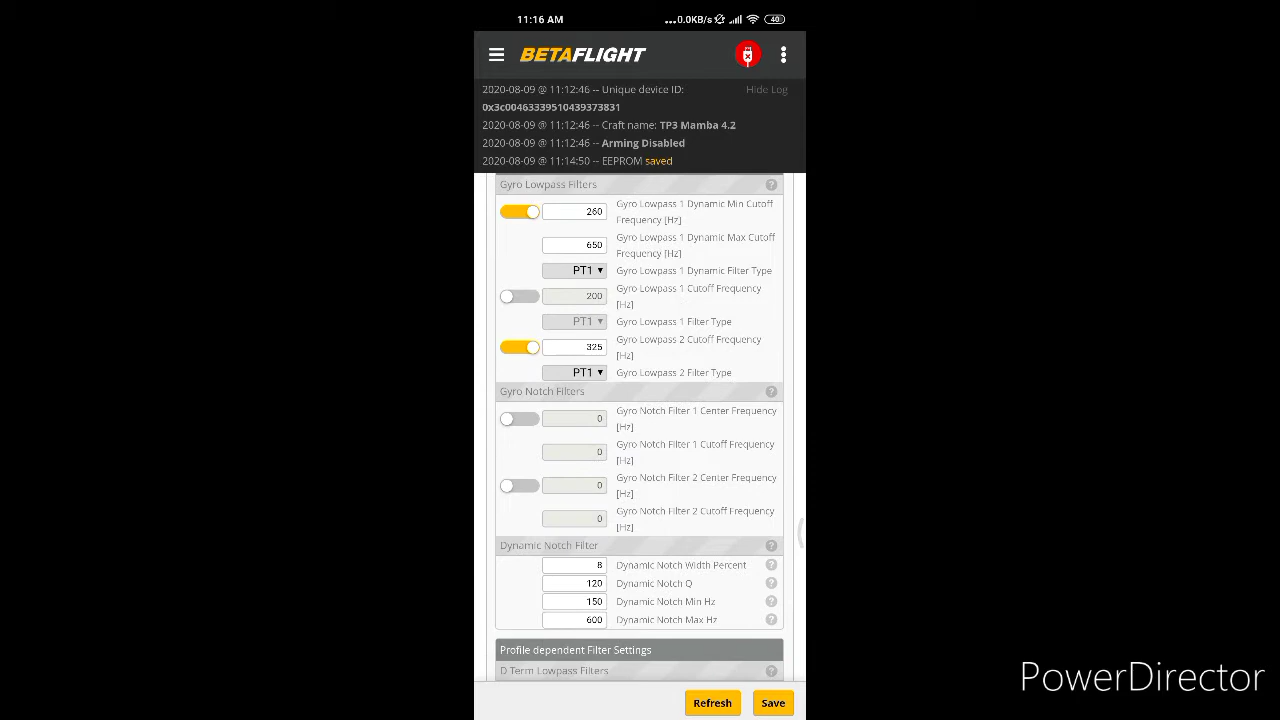 11:16 AM
...0.0KB/s
40
BETAFLIGHT
2020-08-09 @ 11:12:46 -- Unique device ID:
Hide Log
0x3c00463339510439373831
2020-08-09 @ 11:12:46 -- Craft name: TP3 Mamba 4.2
2020-08-09 @ 11:12:46 -- Arming Disabled
2020-08-09 @ 11:14:50 -- EEPROM saved
Gyro Lowpass Filters
260
Gyro Lowpass 1 Dynamic Min Cutoff
Frequency [Hz]
650
Gyro Lowpass 1 Dynamic Max Cutoff
Frequency [Hz]
PT1
Gyro Lowpass 1 Dynamic Filter Type
200
Gyro Lowpass 1 Cutoff Frequency
[Hz]
PT1
Gyro Lowpass 1 Filter Type
325
Gyro Lowpass 2 Cutoff Frequency
[Hz]
PT1
Gyro Lowpass 2 Filter Type
Gyro Notch Filters
0
Gyro Notch Filter 1 Center Frequency
[Hz]
0
Gyro Notch Filter 1 Cutoff Frequency
[Hz]
0
Gyro Notch Filter 2 Center Frequency
[Hz]
0
Gyro Notch Filter 2 Cutoff Frequency
[Hz]
Dynamic Notch Filter
8
Dynamic Notch Width Percent
120
Dynamic Notch Q
150
Dynamic Notch Min Hz
600
Dynamic Notch Max Hz
Profile dependent Filter Settings
D Term Lowpass Filters
Refresh
Save
PowerDirector